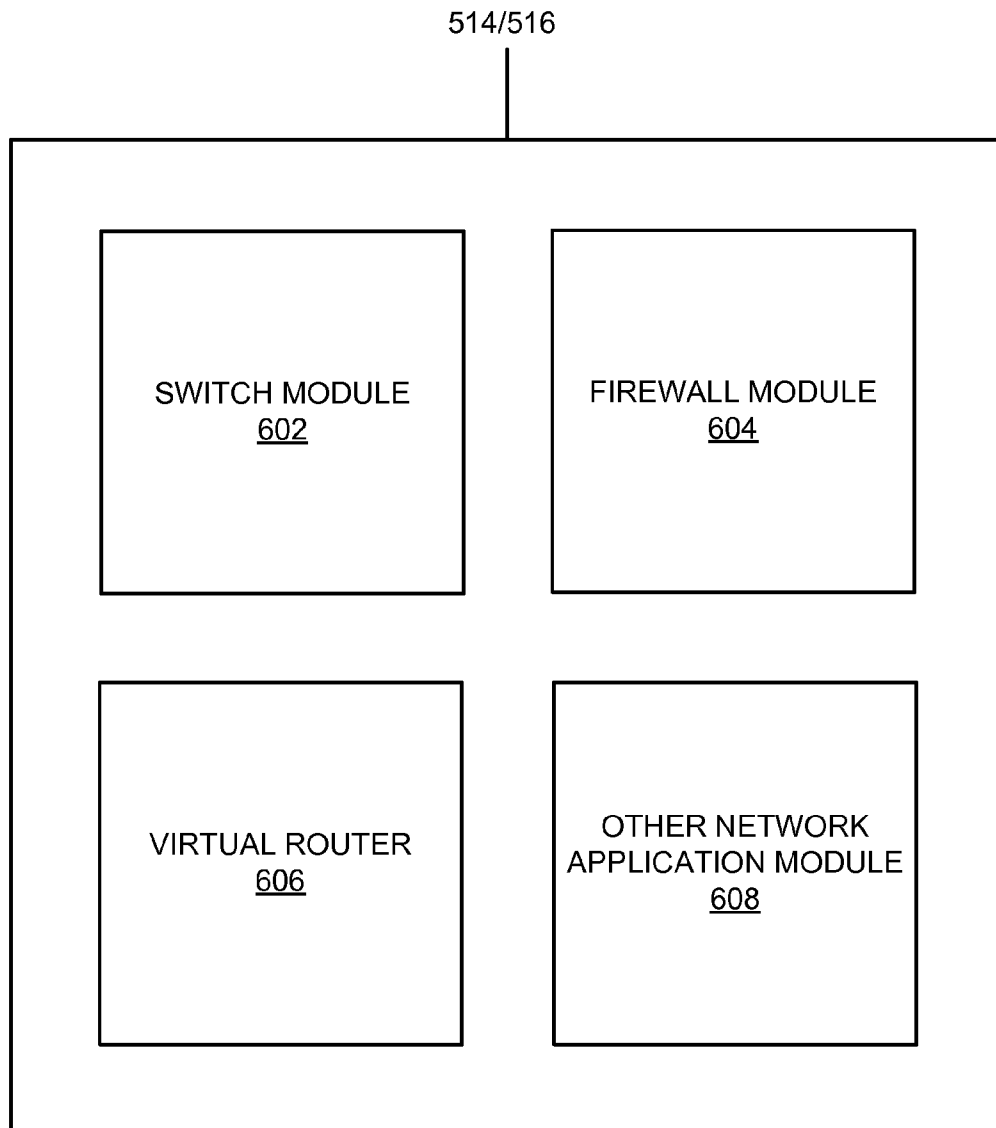 514/516
SWITCH MODULE
602
FIREWALL MODULE
604
VIRTUAL ROUTER
606
OTHER NETWORK
APPLICATION MODULE
608